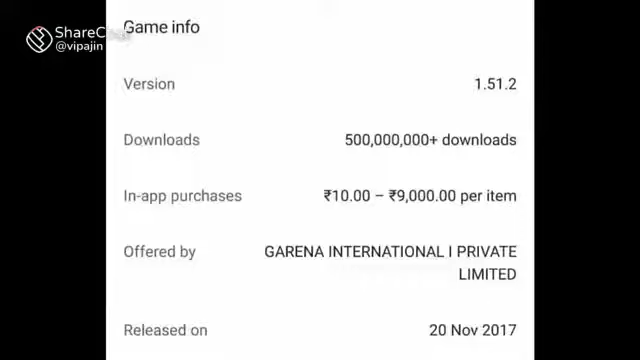 ShareChat
@vipajin
Game info
Version 1.51.2
Downloads 500,000,000+ downloads
In-app purchases ₹10.00 – ₹9,000.00 per item
Offered by GARENA INTERNATIONAL I PRIVATE
LIMITED
Released on 20 Nov 2017